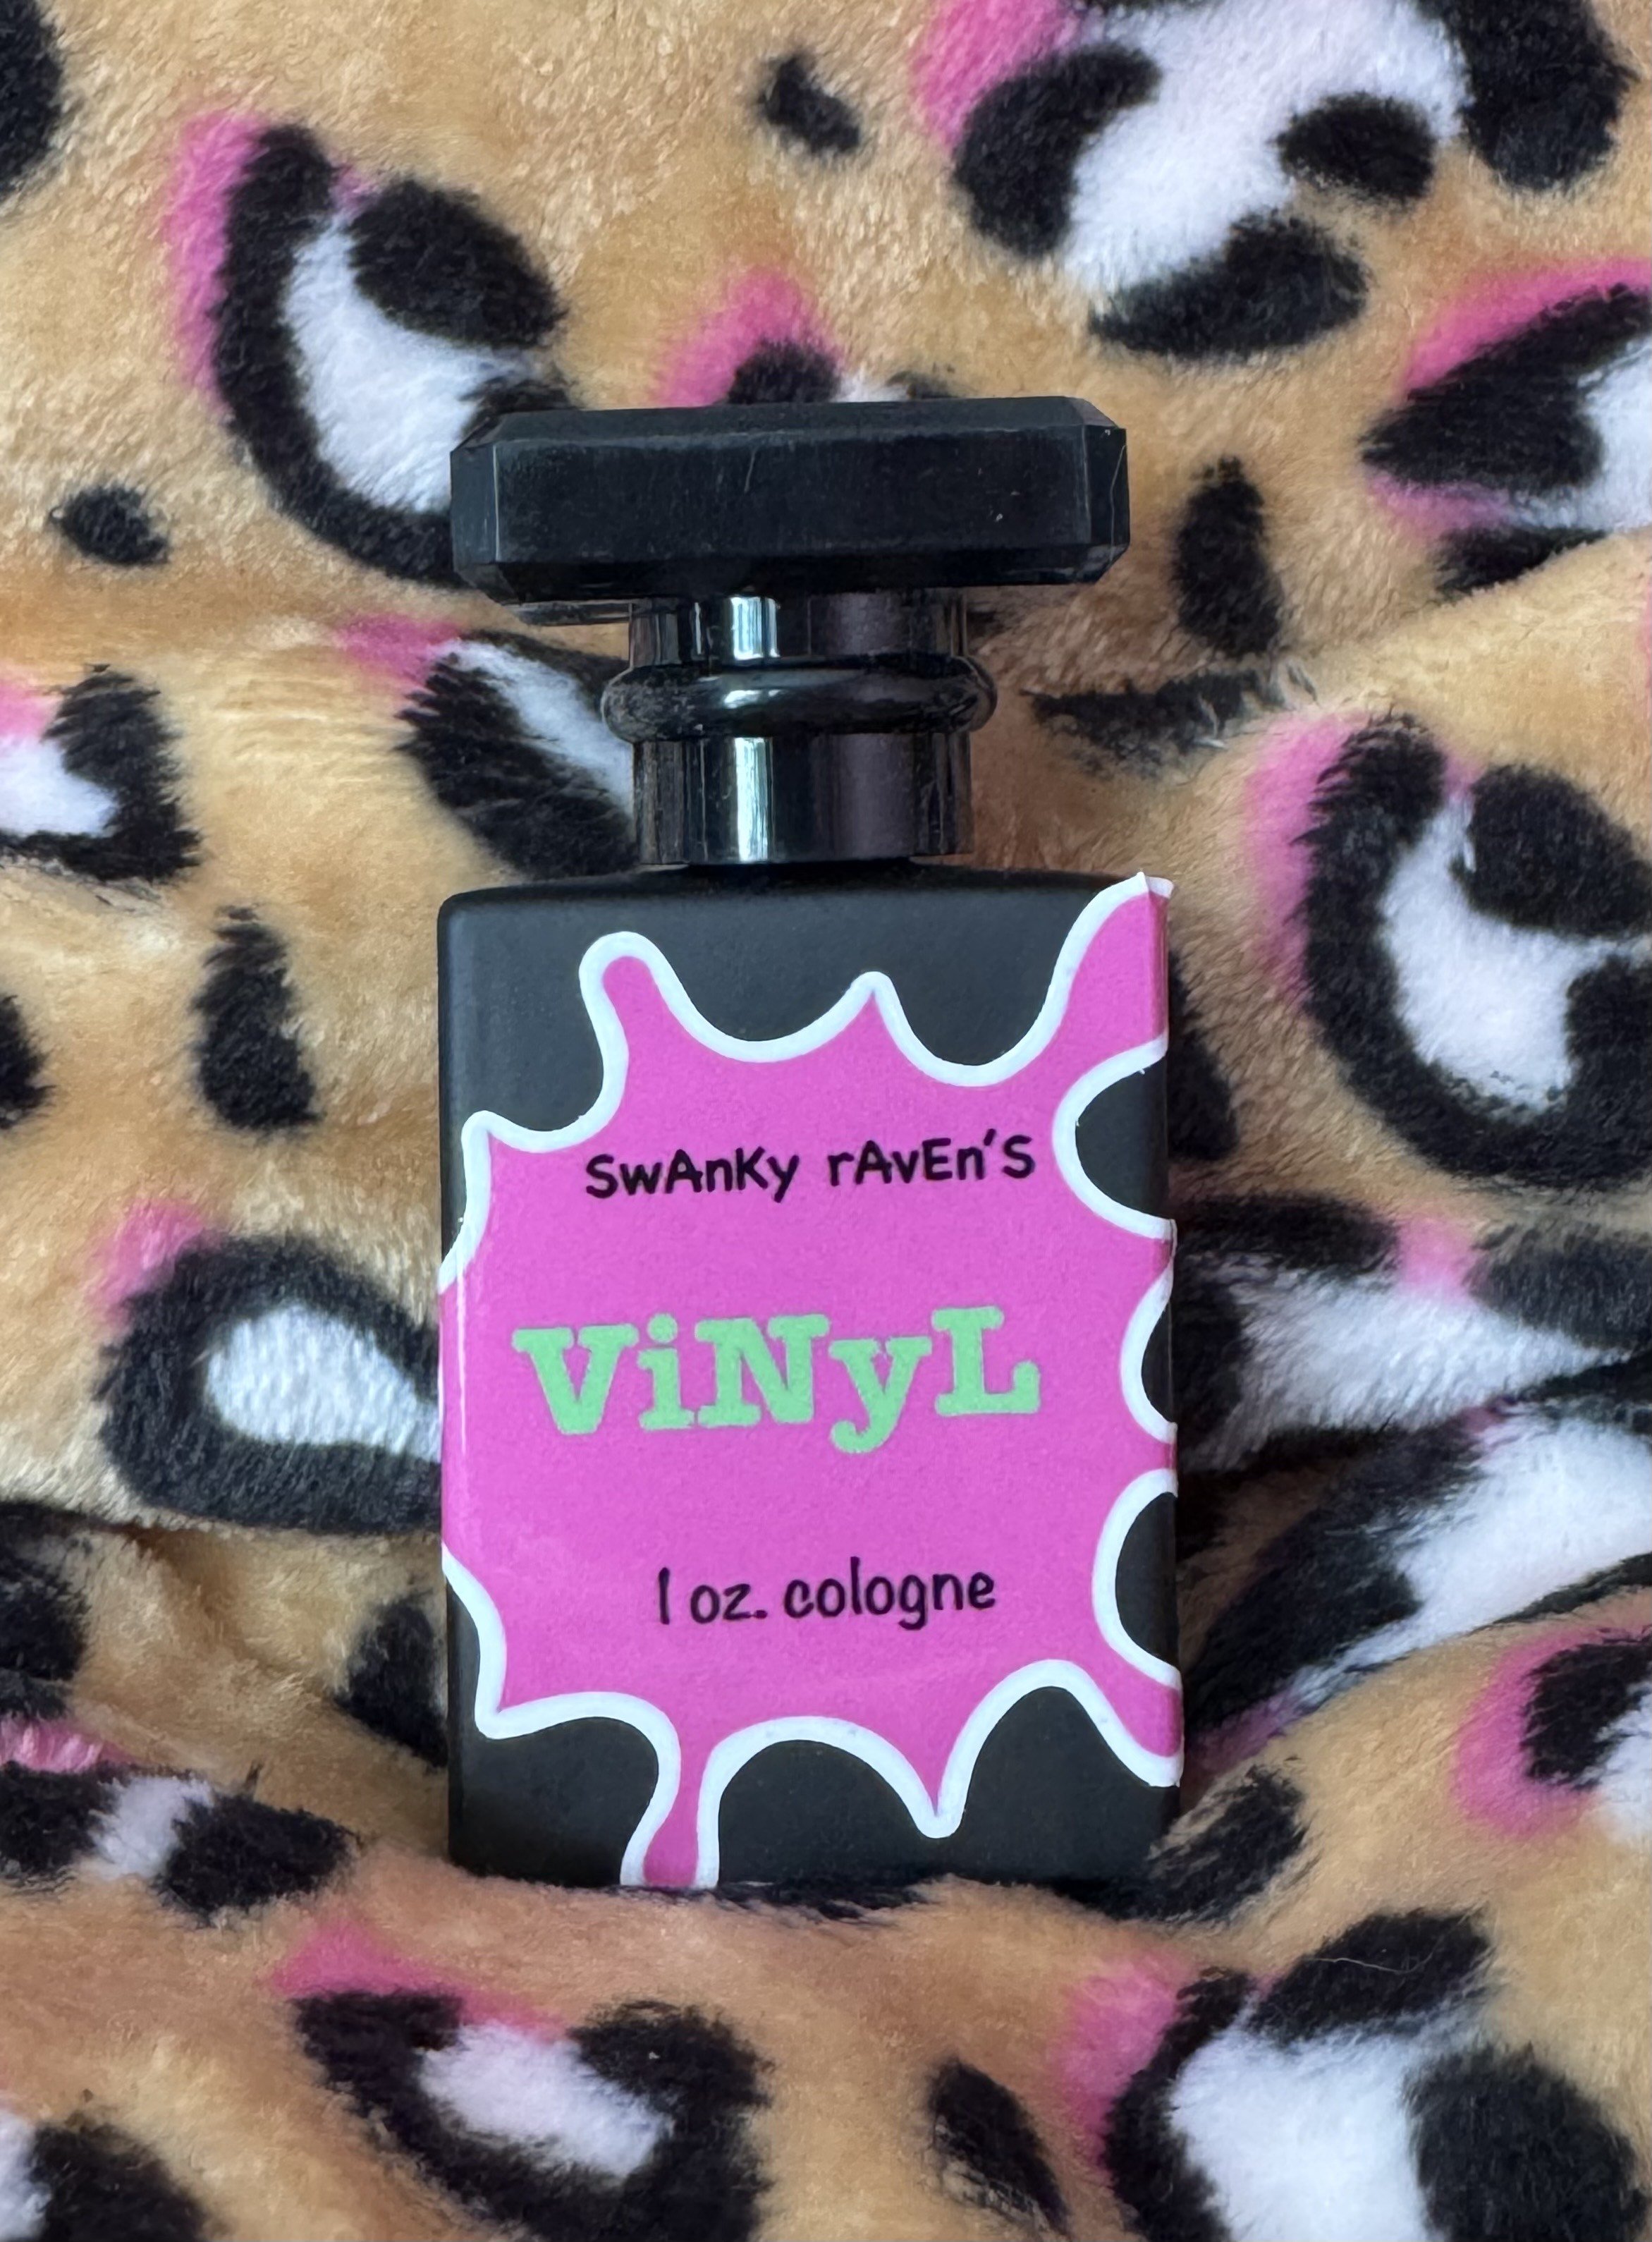 SwAnKy rAvEn'S
ViNyL
1 oz. cologne